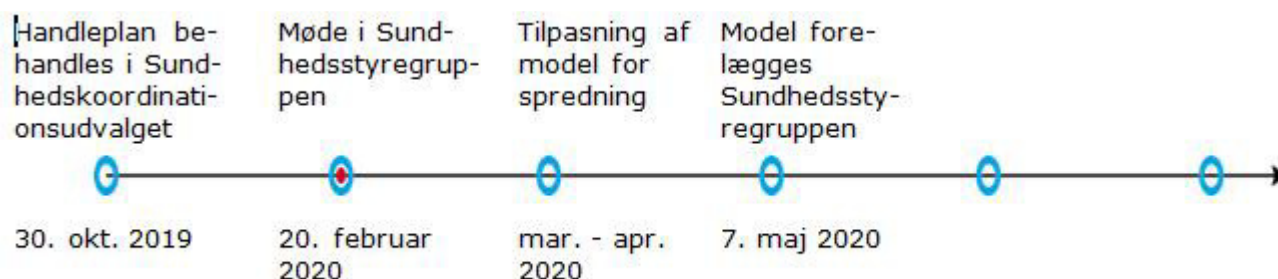 Handleplan be-
handles i Sund-
hedskoordinati-
onsudvalget
Møde i Sund-
hedsstyregrup-
pen
Tilpasning af
model for
spredning
Model fore-
lægges
Sundhedssty-
regruppen
30. okt. 2019
20. februar
2020
mar. - apr.
2020
7. maj 2020